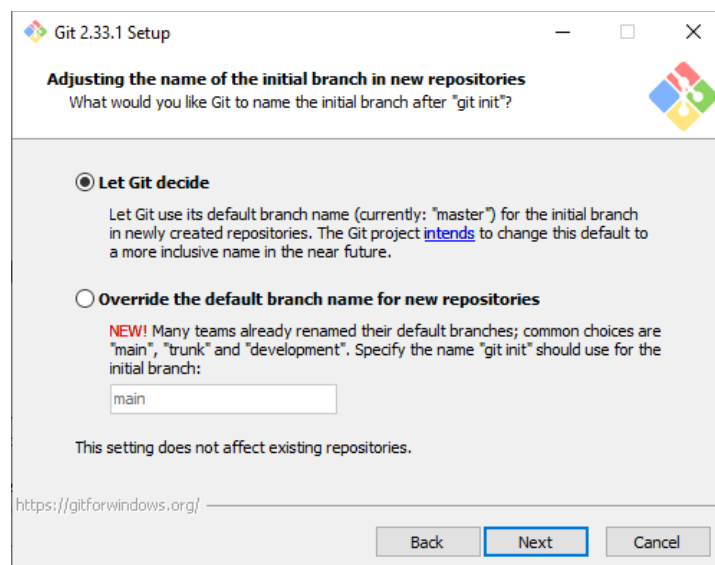 Git 2.33.1 Setup
Adjusting the name of the initial branch in new repositories
What would you like Git to name the initial branch after "git init"?
Let Git decide
Let Git use its default branch name (currently: "master") for the initial branch
in newly created repositories. The Git project intends to change this default to
a more inclusive name in the near future.
Override the default branch name for new repositories
NEW! Many teams already renamed their default branches; common choices are
"main", "trunk" and "development". Specify the name "git init" should use for the
initial branch:
main
This setting does not affect existing repositories.
https://gitforwindows.org/
Back Next Cancel